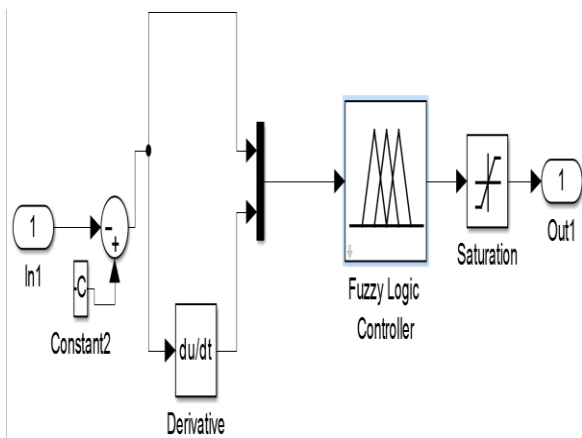 1
In1
-
+
-C
Constant2
du/dt
Derivative
Fuzzy Logic
Controller
Saturation
1
Out1